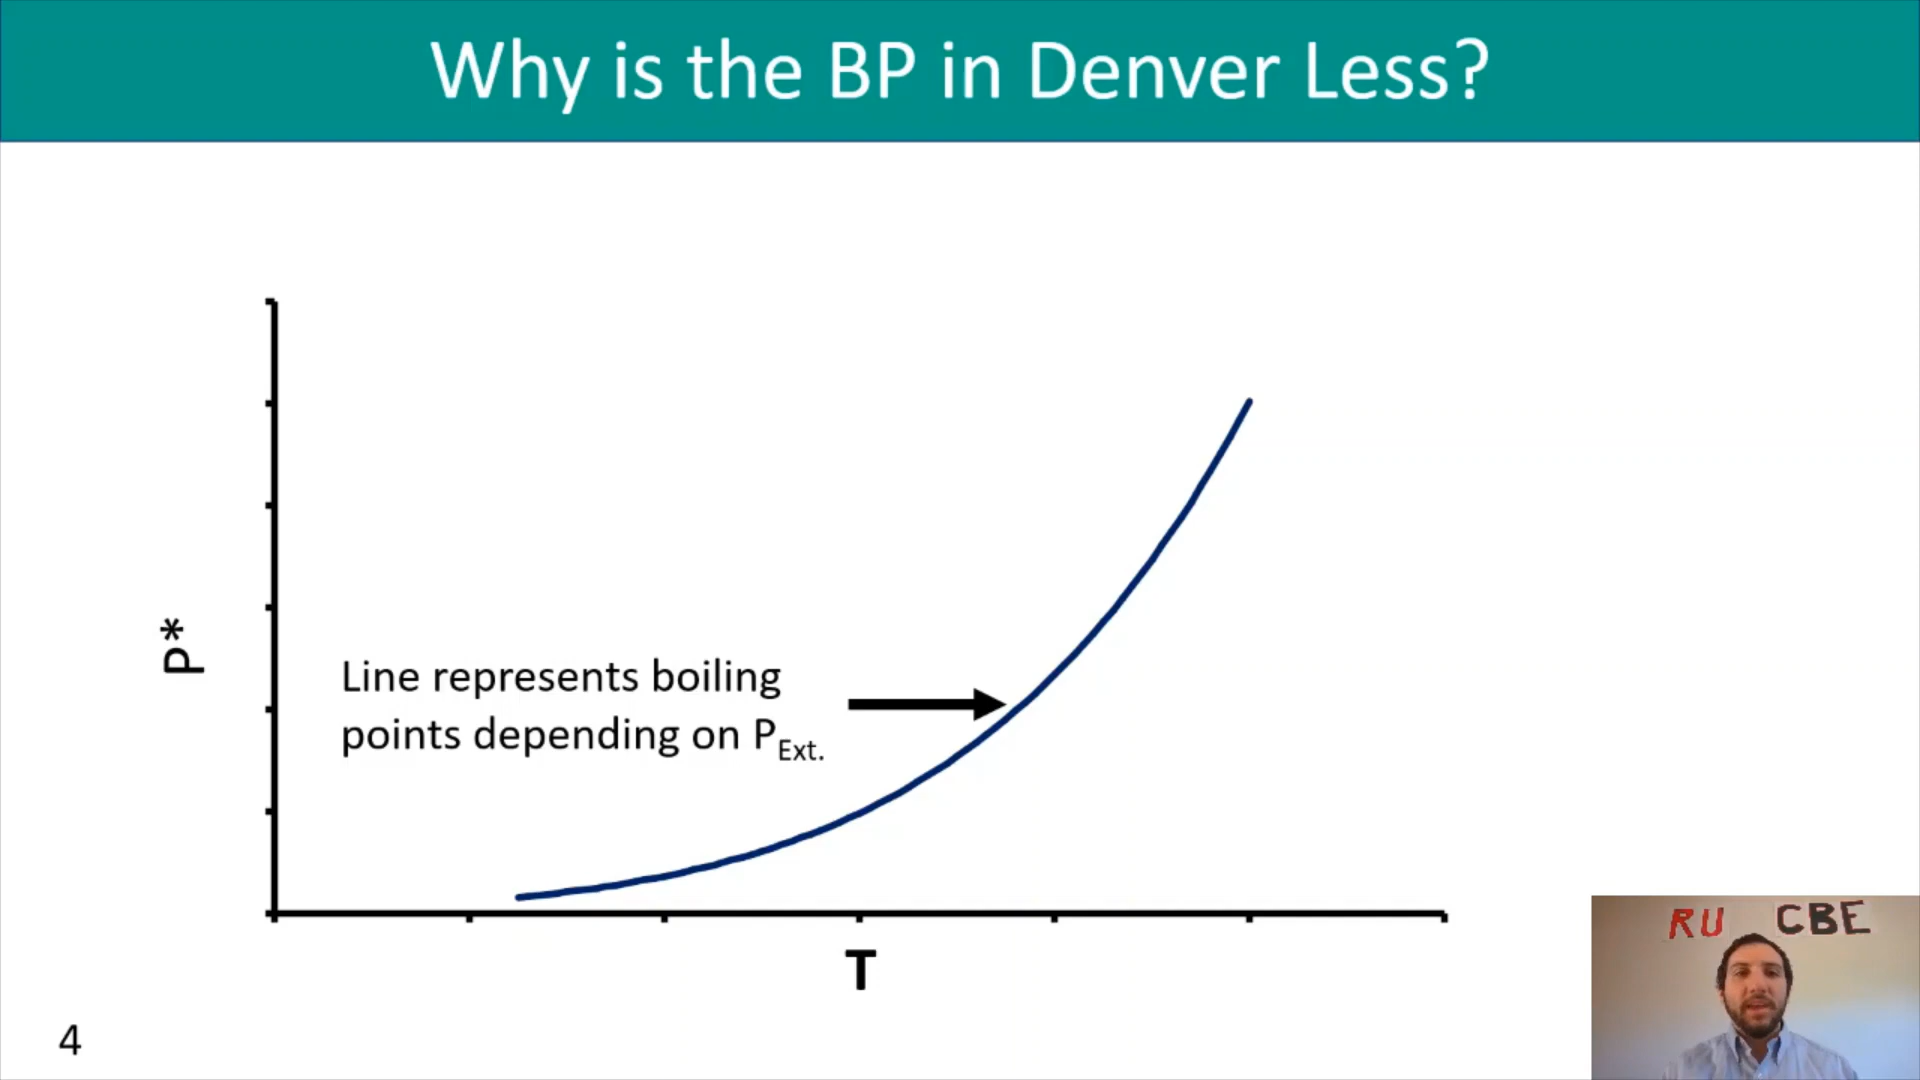 Why is the BP in Denver Less?
P*
Line represents boiling
points depending on P_Ext.
T
RU CBE
4